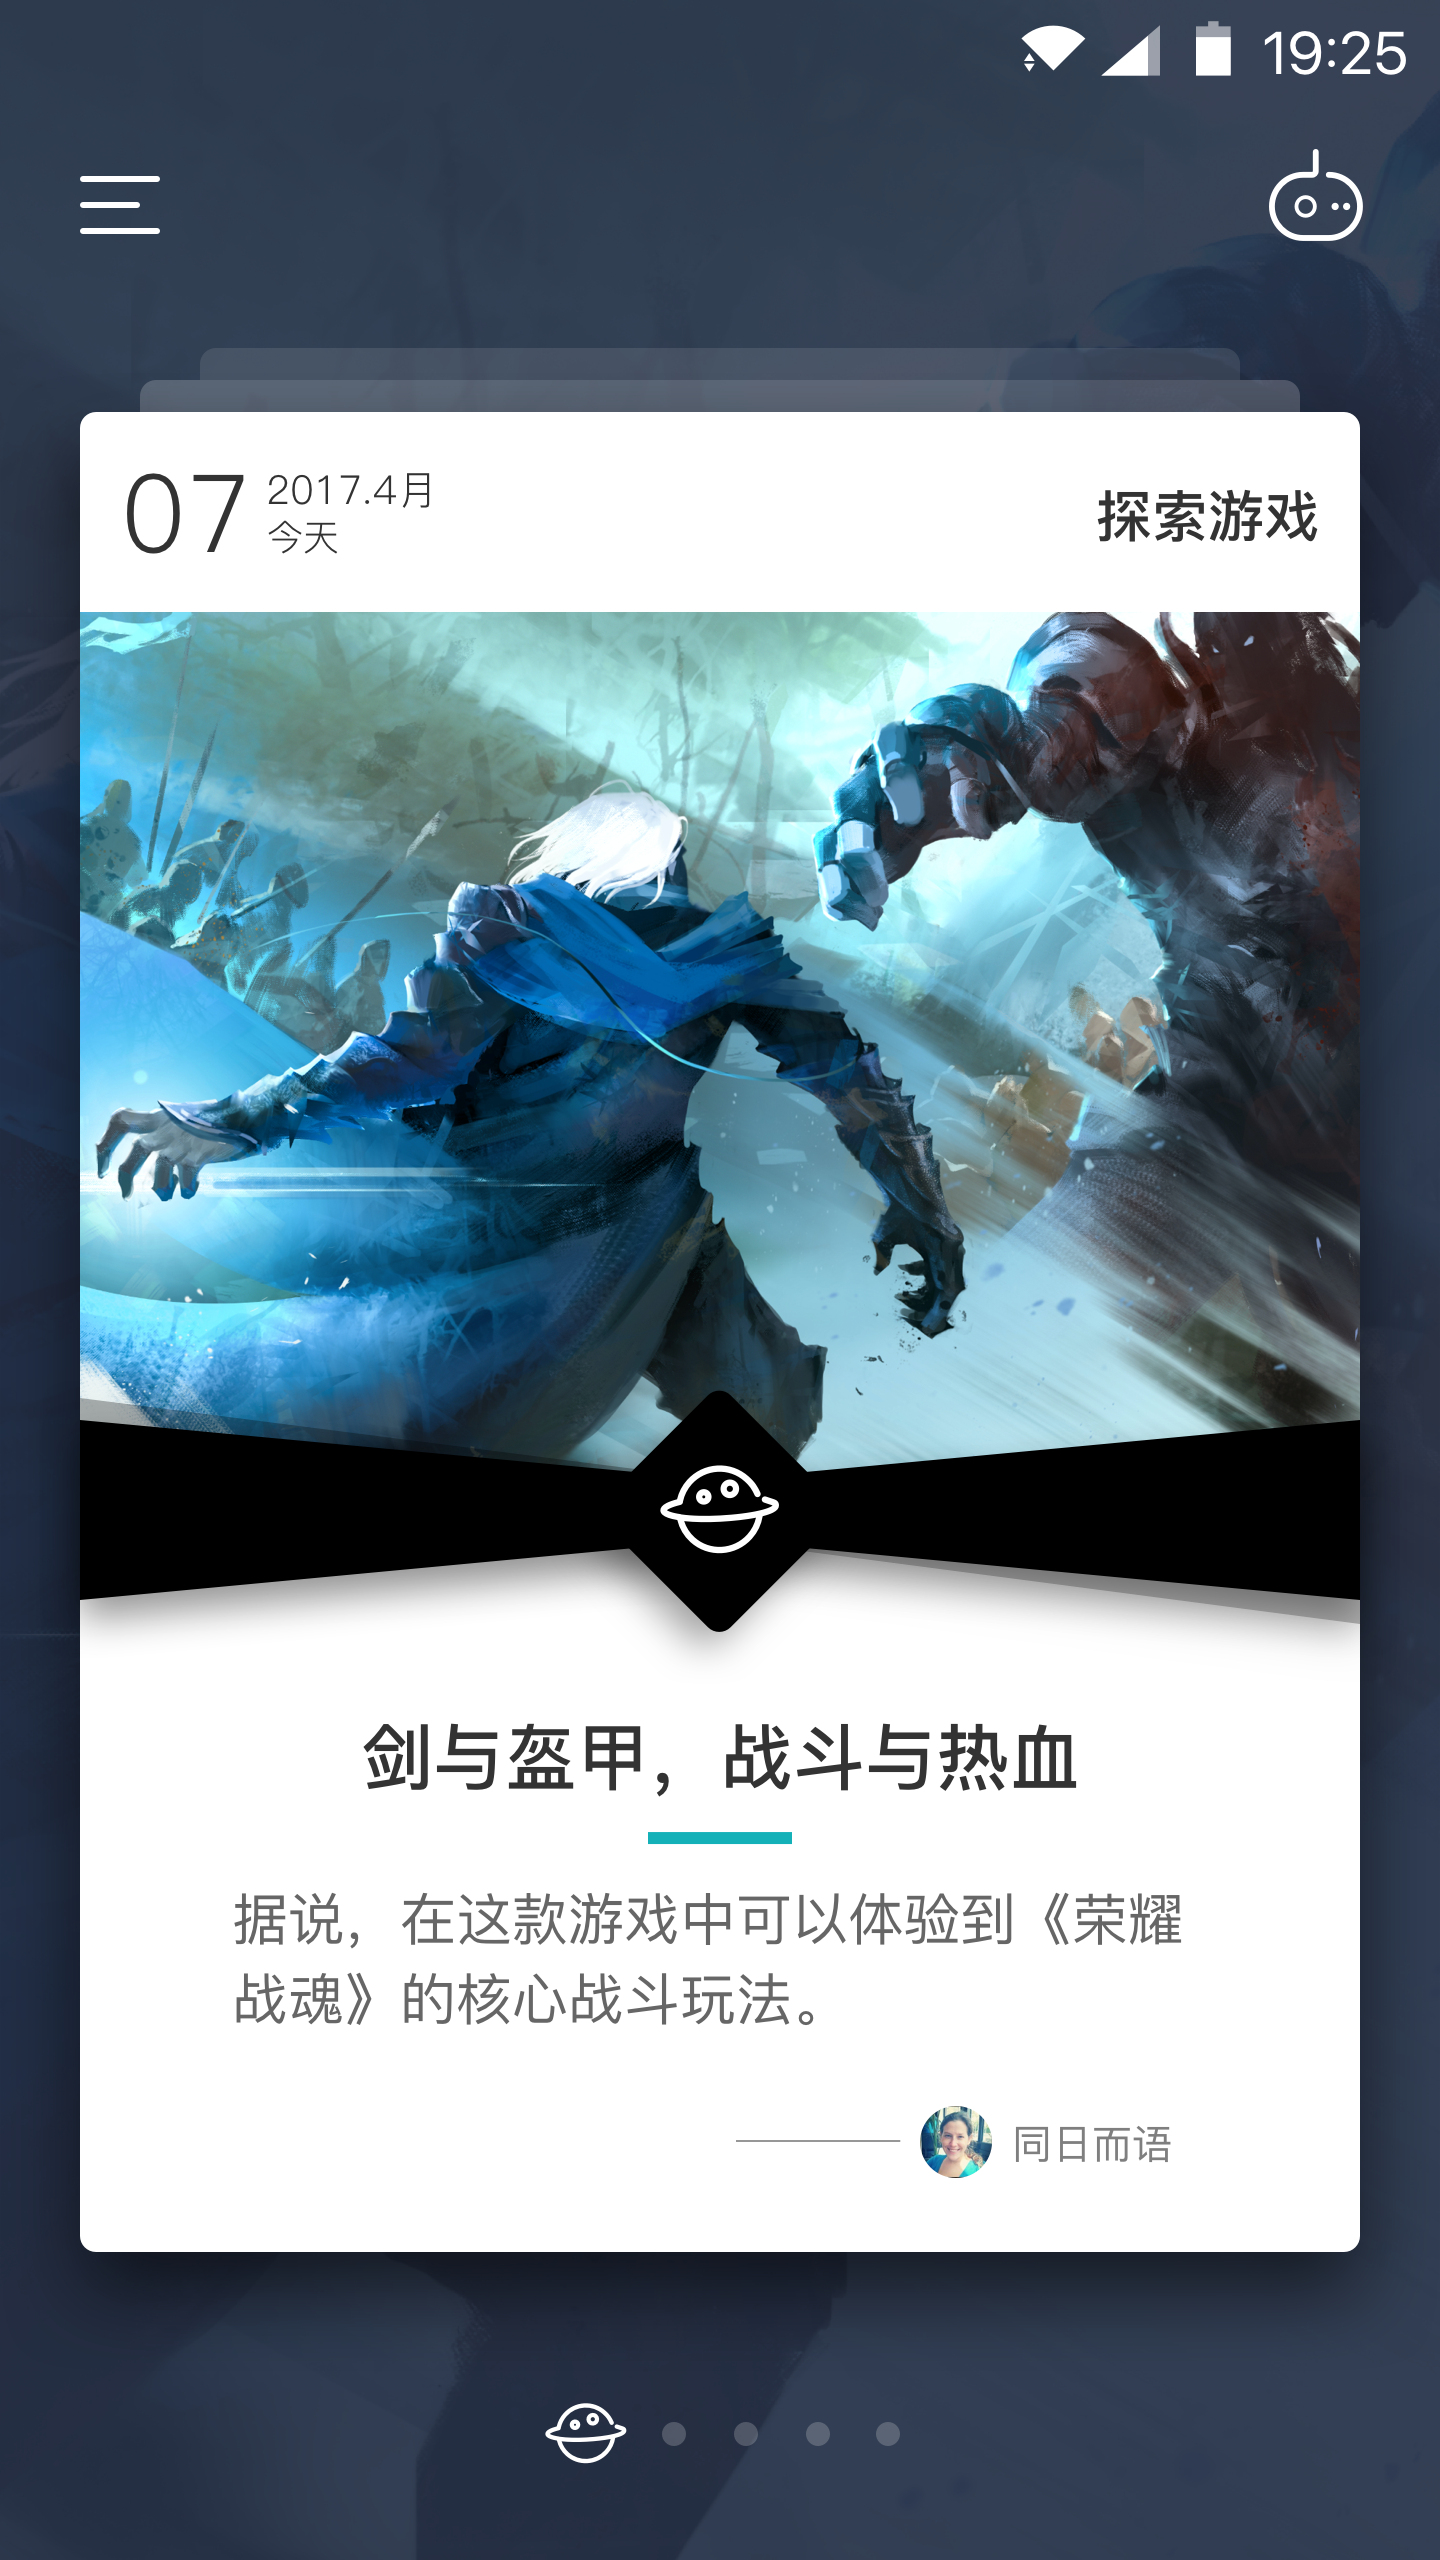 19:25
07
2017.4月
今天
探索游戏
剑与盔甲，战斗与热血
据说，在这款游戏中可以体验到《荣耀
战魂》的核心战斗玩法。
同日而语